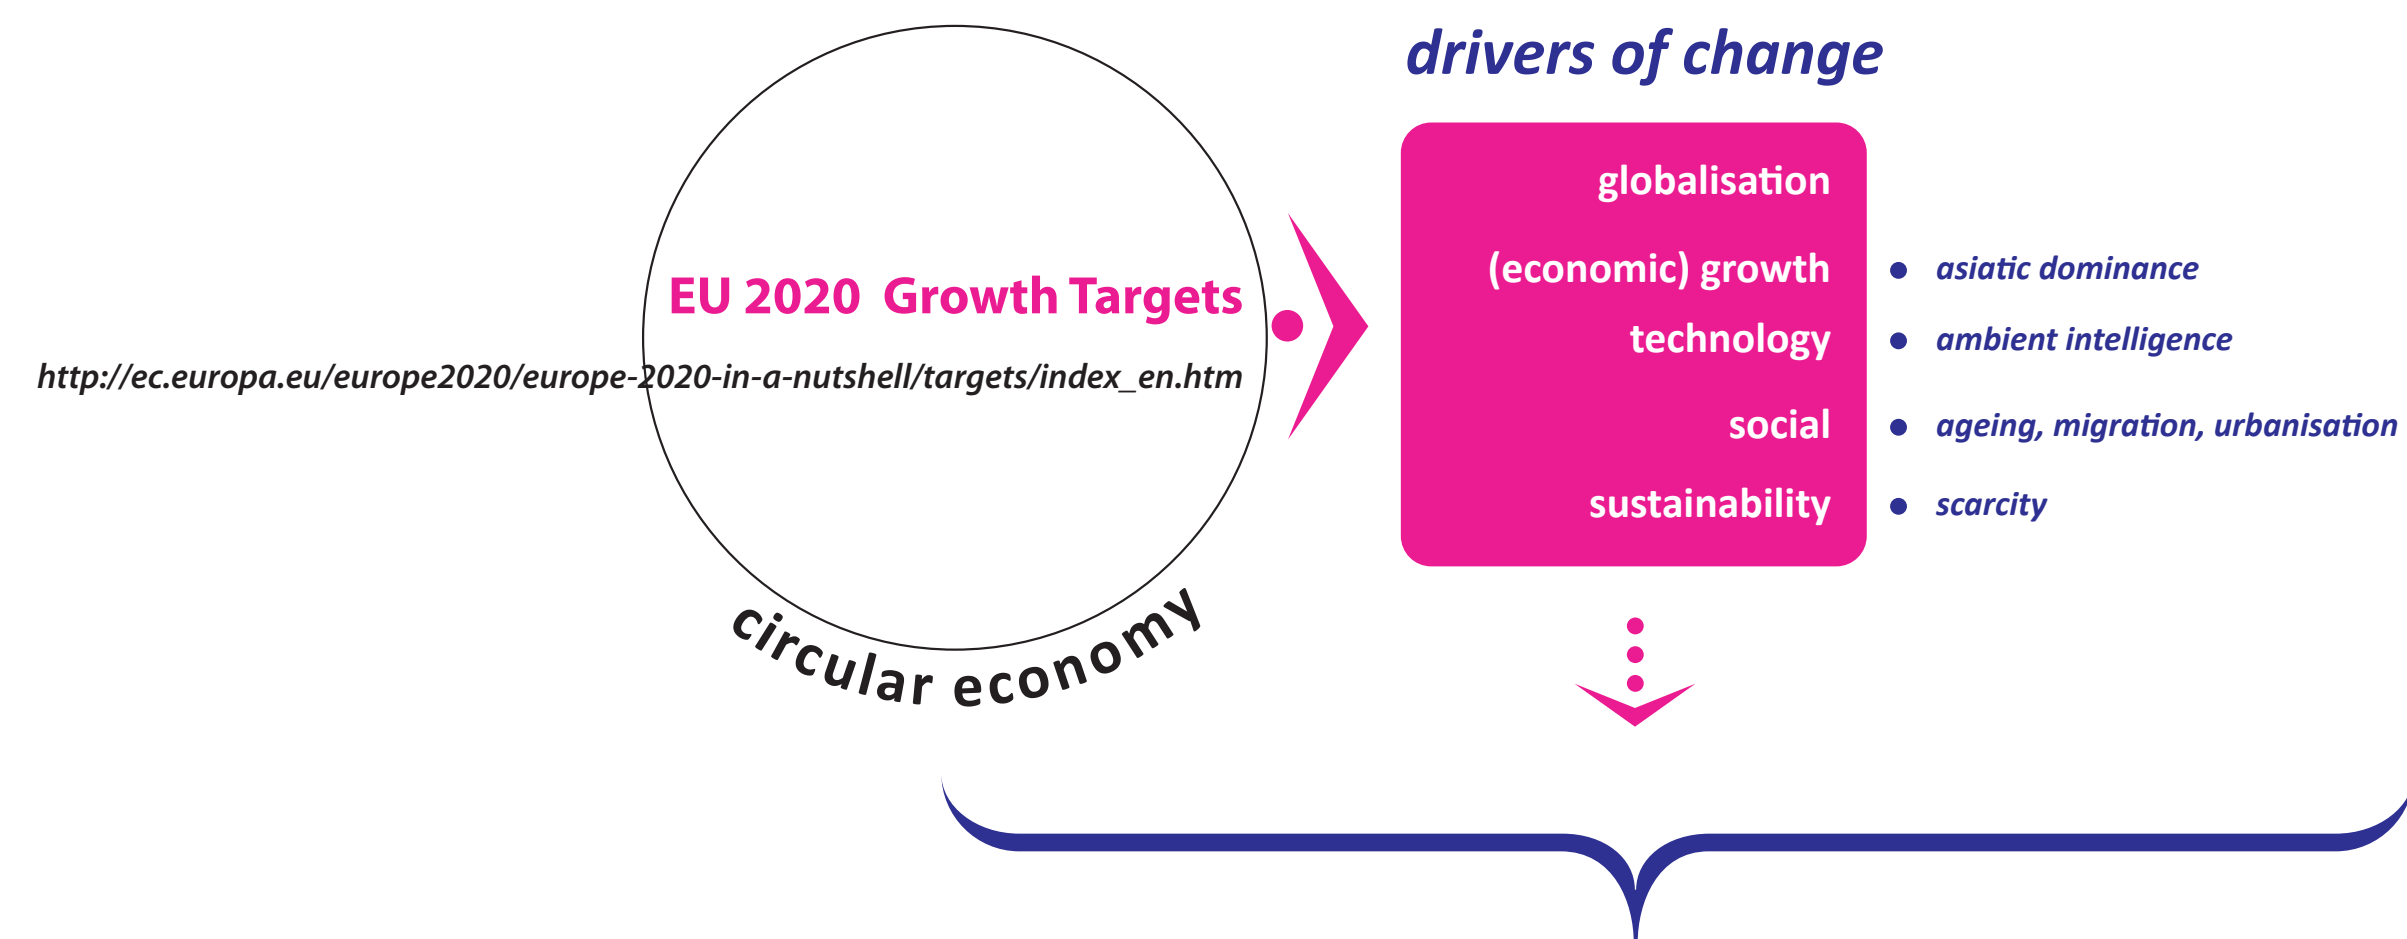 drivers of change
globalisation
(economic) growth • asiatic dominance
technology • ambient intelligence
social • ageing, migration, urbanisation
sustainability • scarcity
EU 2020 Growth Targets
http://ec.europa.eu/europe2020/europe-2020-in-a-nutshell/targets/index_en.htm
circular economy